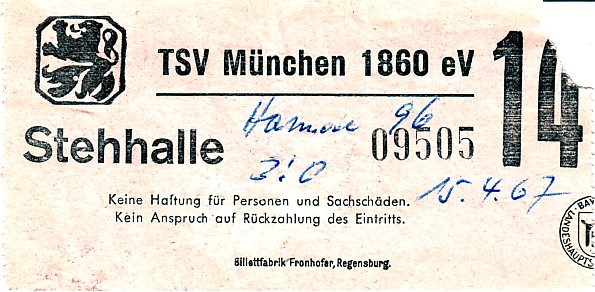 TSV München 1860 eV
14
Hannover 96
Stehhalle
09505
3:0
15.4.67
Keine Haftung für Personen und Sachschäden.
Kein Anspruch auf Rückzahlung des Eintritts.
Billettfabrik Fronhofer, Regensburg.